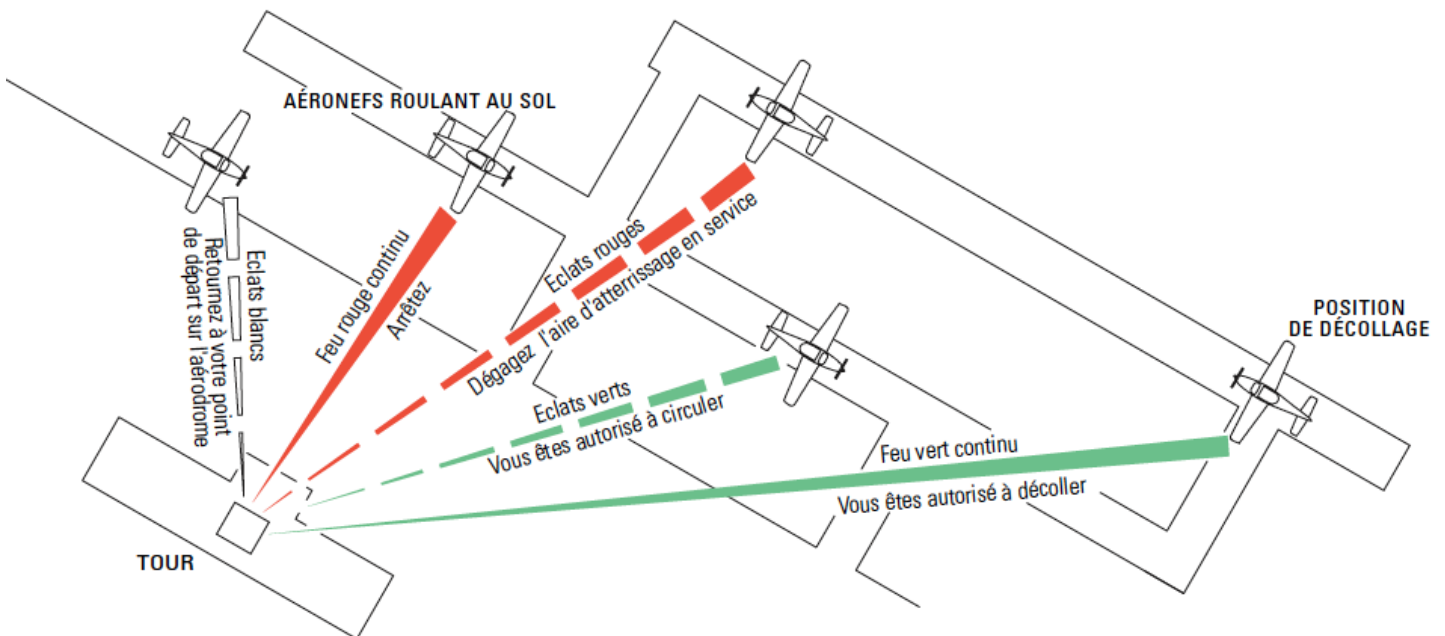 AÉRONEFS ROULANT AU SOL
Eclats blancs
Retournez à votre point
de départ sur l'aérodrome
Feu rouge continu
Arrêtez
Eclats rouges
Dégagez l'aire d'atterrissage en service
Eclats verts
Vous êtes autorisé à circuler
POSITION
DE DÉCOLLAGE
Feu vert continu
Vous êtes autorisé à décoller
TOUR